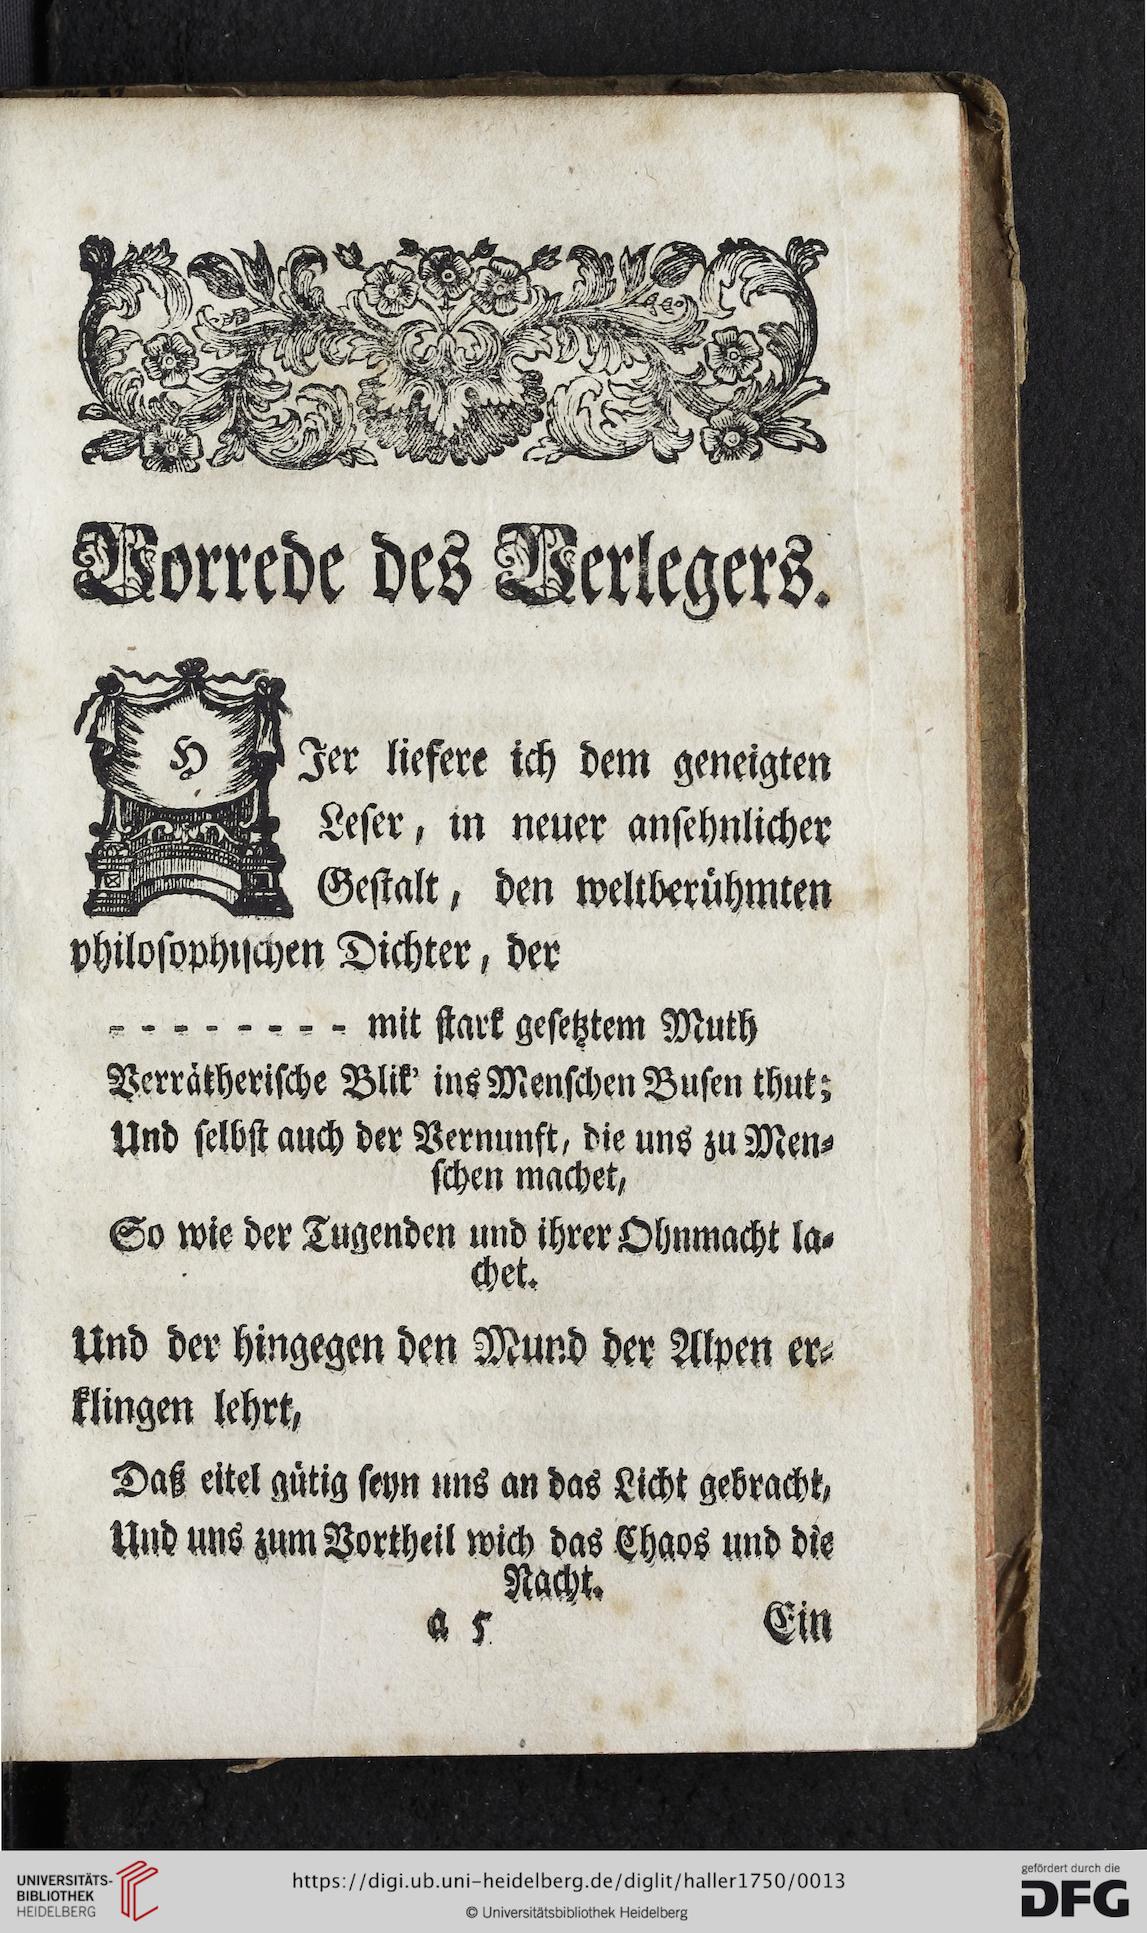 Vorrede des Verlegers.
HJer liefere ich dem geneigten
Leser, in neuer ansehnlicher
Gestalt, den weltberühmten
philosophischen Dichter, der
- - - - - - - - mit stark gesetztem Muth
Verrätherische Blik' ins Menschen Busen thut;
Und selbst auch der Vernunft, die uns zu Men-
schen machet,
So wie der Tugenden und ihrer Ohnmacht la-
chet.
Und der hingegen den Mund der Alpen er-
klingen lehrt,
Daß eitel gütig seyn uns an das Licht gebracht,
Und uns zum Vortheil wich das Chaos und die
Nacht.
a 5 Ein
UNIVERSITÄTS-
BIBLIOTHEK
HEIDELBERG
https://digi.ub.uni-heidelberg.de/diglit/haller1750/0013
© Universitätsbibliothek Heidelberg
gefördert durch die
DFG